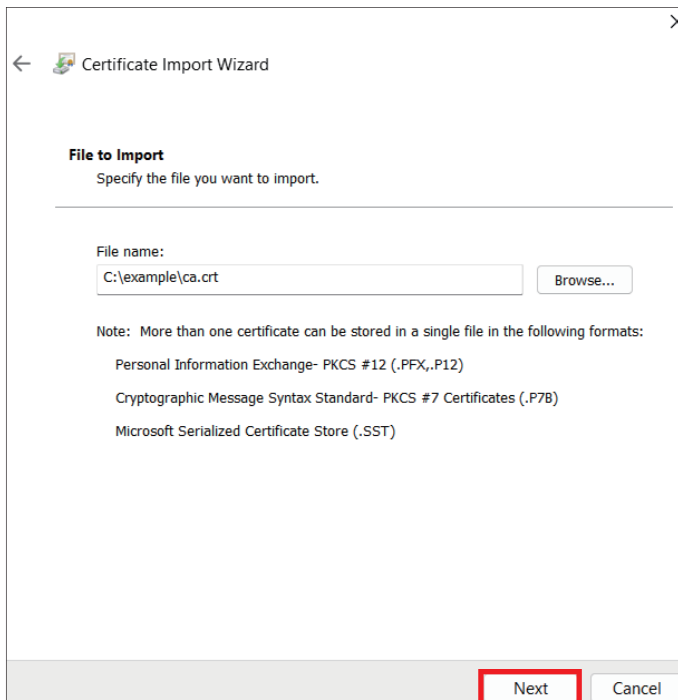 Certificate Import Wizard
File to Import
Specify the file you want to import.
File name:
C:\example\ca.crt
Browse...
Note:  More than one certificate can be stored in a single file in the following formats:
Personal Information Exchange- PKCS #12 (.PFX,.P12)
Cryptographic Message Syntax Standard- PKCS #7 Certificates (.P7B)
Microsoft Serialized Certificate Store (.SST)
Next Cancel